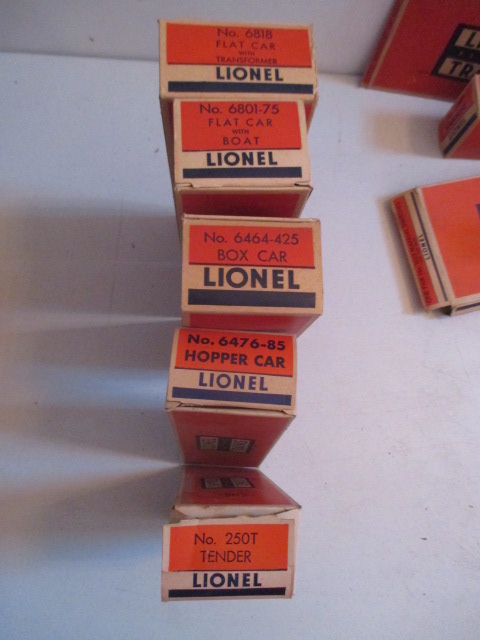 No. 6818
FLAT CAR
WITH
TRANSFORMER
LIONEL
No. 6801-75
FLAT CAR
WITH
BOAT
LIONEL
No. 6464-425
BOX CAR
LIONEL
No. 6476-85
HOPPER CAR
LIONEL
No. 250T
TENDER
LIONEL
LIONEL